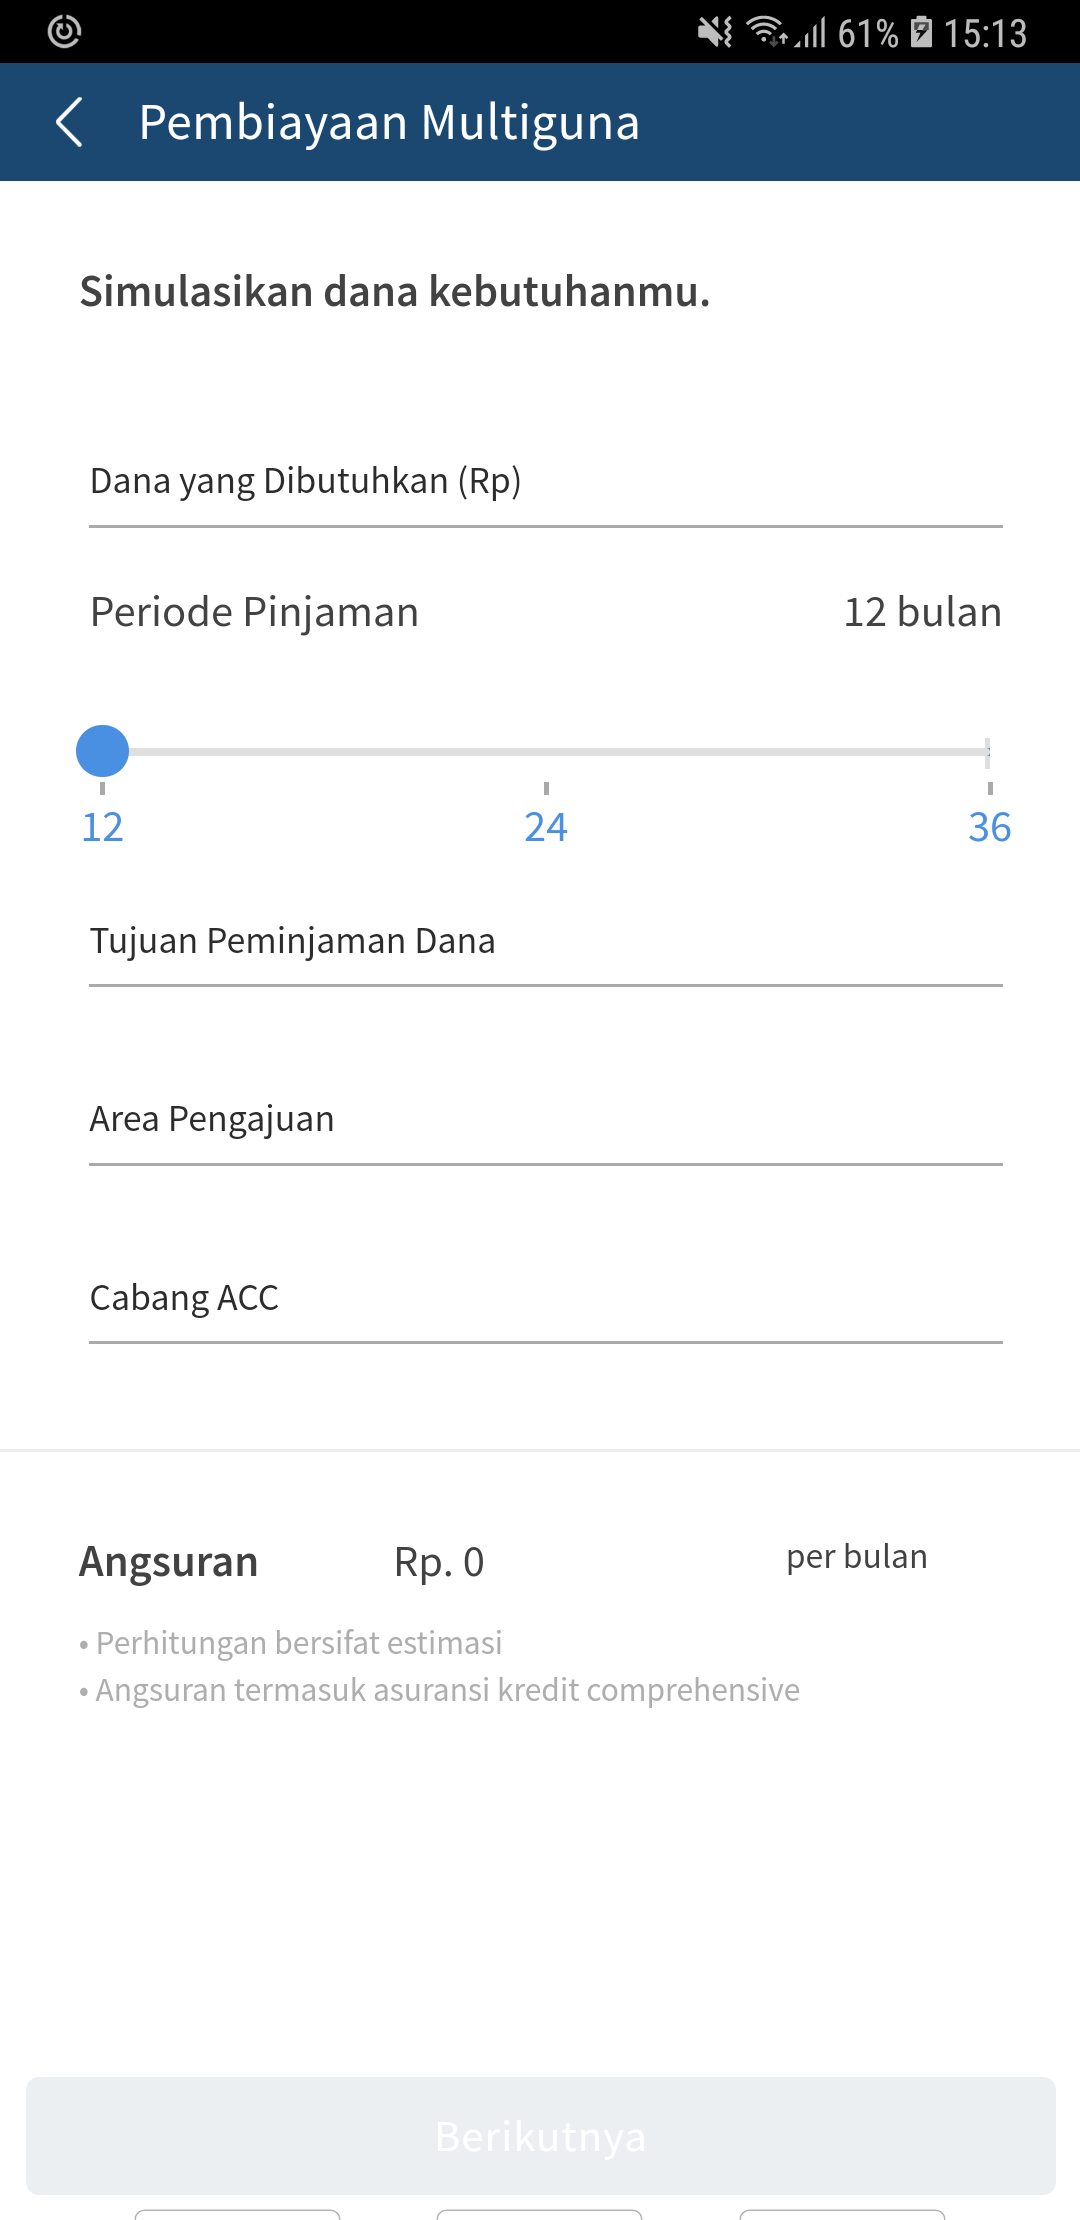 61% 15:13
Pembiayaan Multiguna
Simulasikan dana kebutuhanmu.
Dana yang Dibutuhkan (Rp)
Periode Pinjaman 12 bulan
12 24 36
Tujuan Peminjaman Dana
Area Pengajuan
Cabang ACC
Angsuran Rp. 0 per bulan
• Perhitungan bersifat estimasi
• Angsuran termasuk asuransi kredit comprehensive
Berikutnya